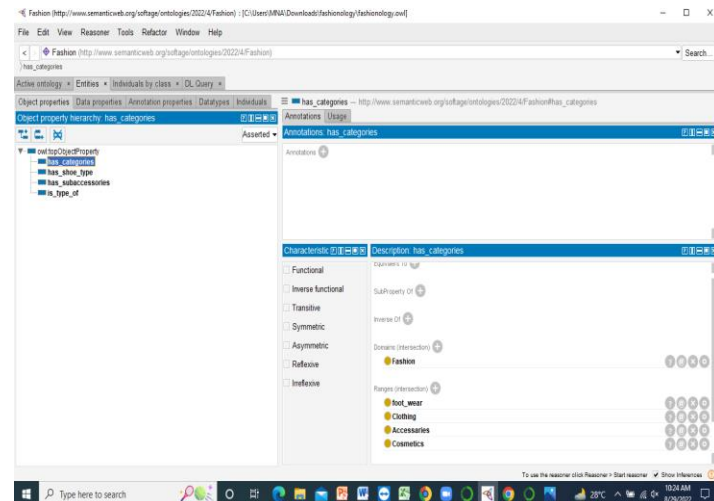 Fashion (http://www.semanticweb.org/softage/ontologies/2022/4/Fashion) : [C:\Users\MNA\Downloads\fashionology\fashionology.owl]
File Edit View Reasoner Tools Refactor Window Help
< > Fashion (http://www.semanticweb.org/softage/ontologies/2022/4/Fashion) Search...
has_categories
Active ontology × Entities × Individuals by class × DL Query ×
Object properties Data properties Annotation properties Datatypes Individuals
Object property hierarchy: has_categories
Asserted
owl:topObjectProperty
has_categories
has_shoe_type
has_subaccessories
is_type_of
has_categories — http://www.semanticweb.org/softage/ontologies/2022/4/Fashion#has_categories
Annotations Usage
Annotations: has_categories
Annotations
Characteristic
Functional
Inverse functional
Transitive
Symmetric
Asymmetric
Reflexive
Irreflexive
Description: has_categories
Equivalent To
SubProperty Of
Inverse Of
Domains (intersection)
Fashion
Ranges (intersection)
foot_wear
Clothing
Accessaries
Cosmetics
To use the reasoner click Reasoner > Start reasoner Show Inferences
Type here to search
28°C
10:24 AM
8/29/2022